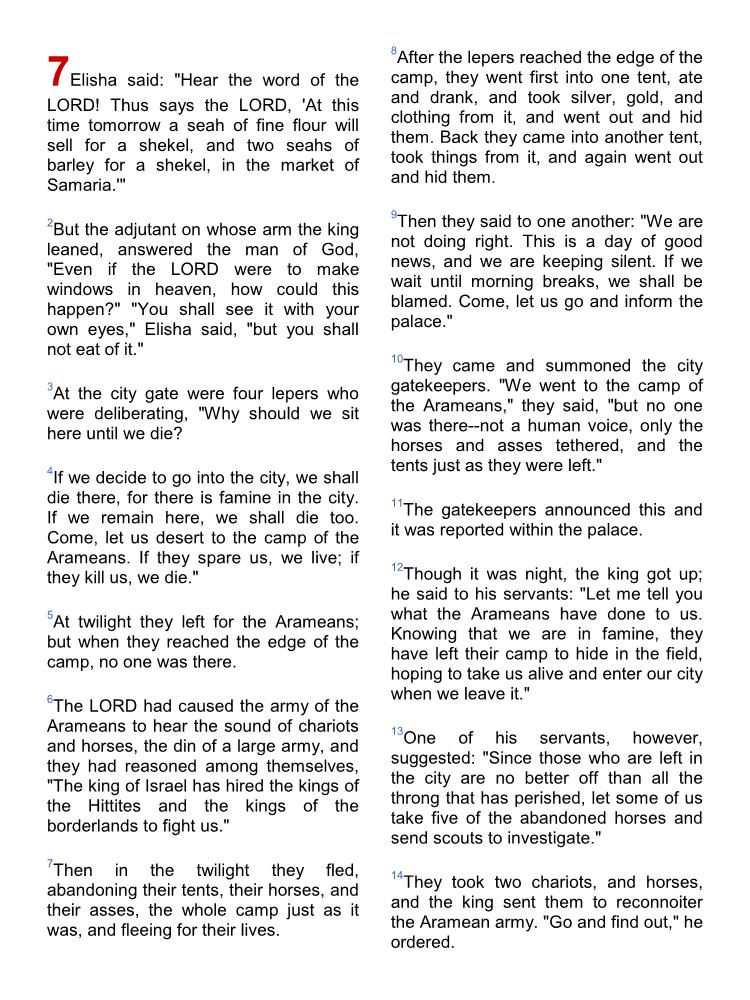 7Elisha said: "Hear the word of the
LORD! Thus says the LORD, 'At this
time tomorrow a seah of fine flour will
sell for a shekel, and two seahs of
barley for a shekel, in the market of
Samaria.'"
2But the adjutant on whose arm the king
leaned, answered the man of God,
"Even if the LORD were to make
windows in heaven, how could this
happen?" "You shall see it with your
own eyes," Elisha said, "but you shall
not eat of it."
3At the city gate were four lepers who
were deliberating, "Why should we sit
here until we die?
4If we decide to go into the city, we shall
die there, for there is famine in the city.
If we remain here, we shall die too.
Come, let us desert to the camp of the
Arameans. If they spare us, we live; if
they kill us, we die."
5At twilight they left for the Arameans;
but when they reached the edge of the
camp, no one was there.
6The LORD had caused the army of the
Arameans to hear the sound of chariots
and horses, the din of a large army, and
they had reasoned among themselves,
"The king of Israel has hired the kings of
the Hittites and the kings of the
borderlands to fight us."
7Then in the twilight they fled,
abandoning their tents, their horses, and
their asses, the whole camp just as it
was, and fleeing for their lives.
8After the lepers reached the edge of the
camp, they went first into one tent, ate
and drank, and took silver, gold, and
clothing from it, and went out and hid
them. Back they came into another tent,
took things from it, and again went out
and hid them.
9Then they said to one another: "We are
not doing right. This is a day of good
news, and we are keeping silent. If we
wait until morning breaks, we shall be
blamed. Come, let us go and inform the
palace."
10They came and summoned the city
gatekeepers. "We went to the camp of
the Arameans," they said, "but no one
was there--not a human voice, only the
horses and asses tethered, and the
tents just as they were left."
11The gatekeepers announced this and
it was reported within the palace.
12Though it was night, the king got up;
he said to his servants: "Let me tell you
what the Arameans have done to us.
Knowing that we are in famine, they
have left their camp to hide in the field,
hoping to take us alive and enter our city
when we leave it."
13One of his servants, however,
suggested: "Since those who are left in
the city are no better off than all the
throng that has perished, let some of us
take five of the abandoned horses and
send scouts to investigate."
14They took two chariots, and horses,
and the king sent them to reconnoiter
the Aramean army. "Go and find out," he
ordered.